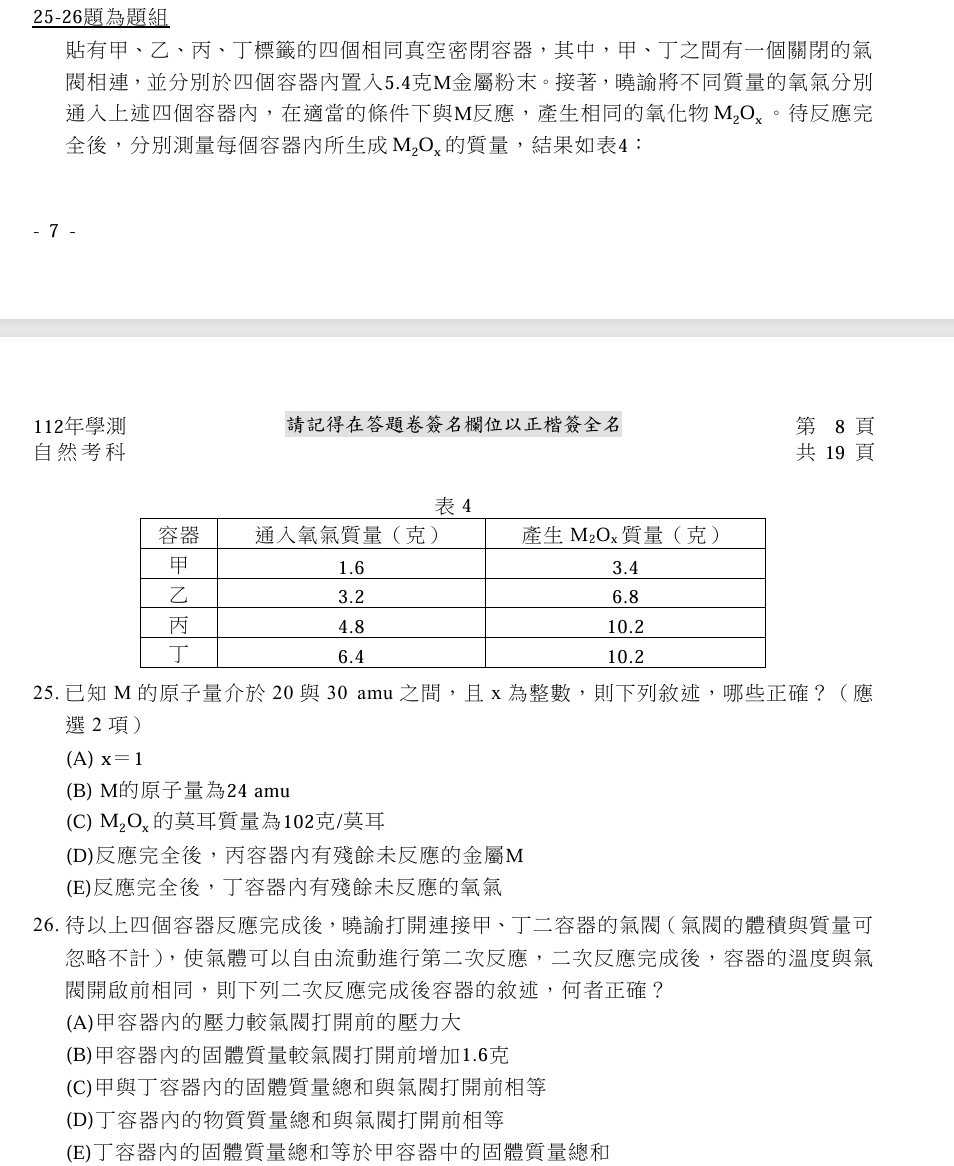 25-26題為題組
貼有甲、乙、丙、丁標籤的四個相同真空密閉容器，其中，甲、丁之間有一個關閉的氣
閥相連，並分別於四個容器內置入5.4克M金屬粉末。接著，曉諭將不同質量的氧氣分別
通入上述四個容器內，在適當的條件下與M反應，產生相同的氧化物 M₂Oₓ 。待反應完
全後，分別測量每個容器內所生成 M₂Oₓ 的質量，結果如表4：
- 7 -
112年學測 請記得在答題卷簽名欄位以正楷簽全名 第 8 頁
自然考科 共 19 頁
表 4
容器 通入氧氣質量（克） 產生 M₂Oₓ 質量（克）
甲 1.6 3.4
乙 3.2 6.8
丙 4.8 10.2
丁 6.4 10.2
25. 已知 M 的原子量介於 20 與 30 amu 之間，且 x 為整數，則下列敘述，哪些正確？（應
選 2 項）
(A) x＝1
(B) M的原子量為24 amu
(C) M₂Oₓ 的莫耳質量為102克/莫耳
(D)反應完全後，丙容器內有殘餘未反應的金屬M
(E)反應完全後，丁容器內有殘餘未反應的氧氣
26. 待以上四個容器反應完成後，曉諭打開連接甲、丁二容器的氣閥（氣閥的體積與質量可
忽略不計），使氣體可以自由流動進行第二次反應，二次反應完成後，容器的溫度與氣
閥開啟前相同，則下列二次反應完成後容器的敘述，何者正確？
(A)甲容器內的壓力較氣閥打開前的壓力大
(B)甲容器內的固體質量較氣閥打開前增加1.6克
(C)甲與丁容器內的固體質量總和與氣閥打開前相等
(D)丁容器內的物質質量總和與氣閥打開前相等
(E)丁容器內的固體質量總和等於甲容器中的固體質量總和